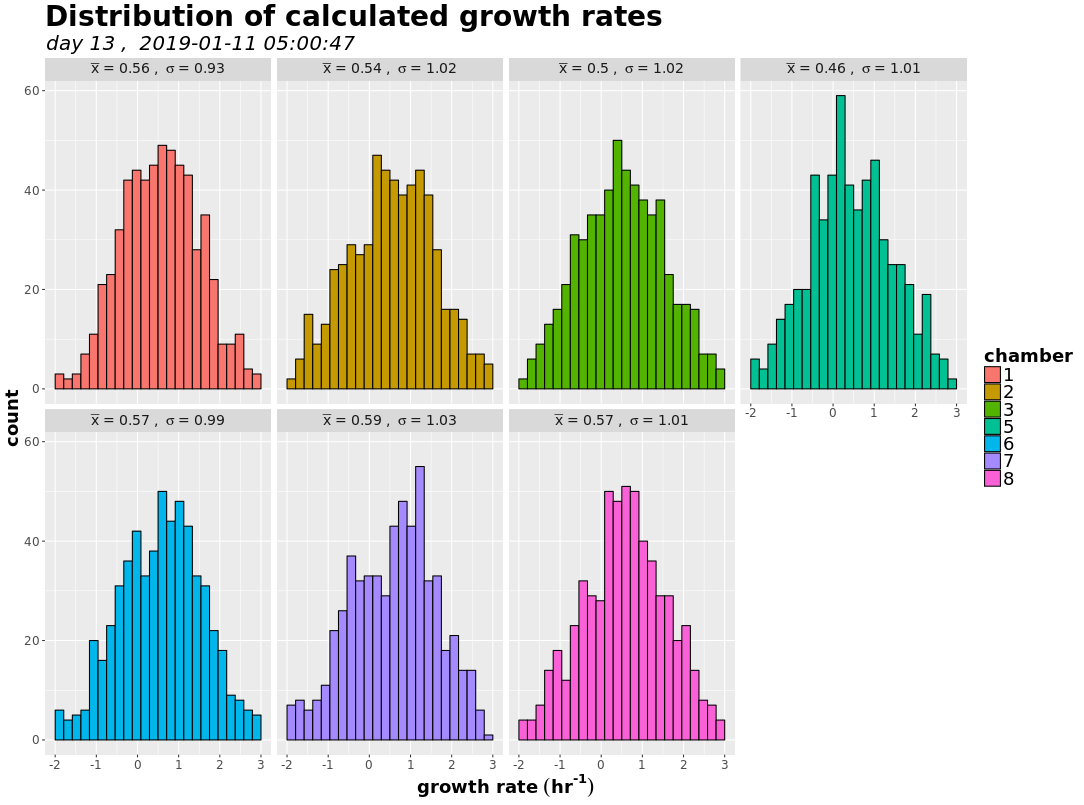 Distribution of calculated growth rates
day 13 ,  2019-01-11 05:00:47
x̅ = 0.56 ,  σ = 0.93
x̅ = 0.54 ,  σ = 1.02
x̅ = 0.5 ,  σ = 1.02
x̅ = 0.46 ,  σ = 1.01
60
40
20
0
-2 -1 0 1 2 3
x̅ = 0.57 ,  σ = 0.99
x̅ = 0.59 ,  σ = 1.03
x̅ = 0.57 ,  σ = 1.01
60
40
20
0
-2 -1 0 1 2 3
-2 -1 0 1 2 3
-2 -1 0 1 2 3
count
growth rate (hr⁻¹)
chamber
1
2
3
5
6
7
8